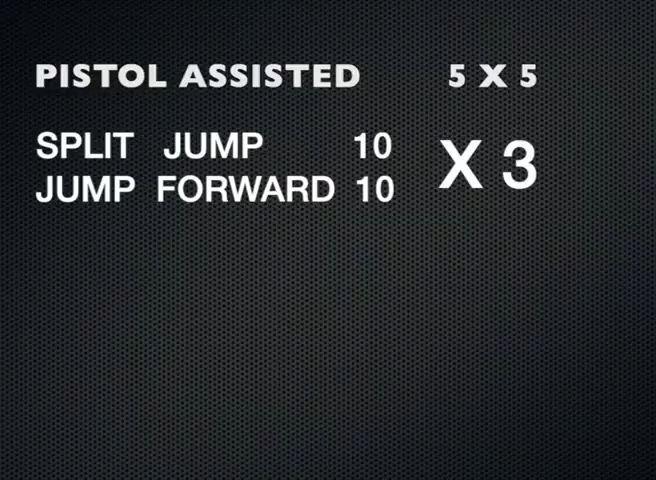 PISTOL ASSISTED 5 X 5
SPLIT JUMP 10
JUMP FORWARD 10
X 3